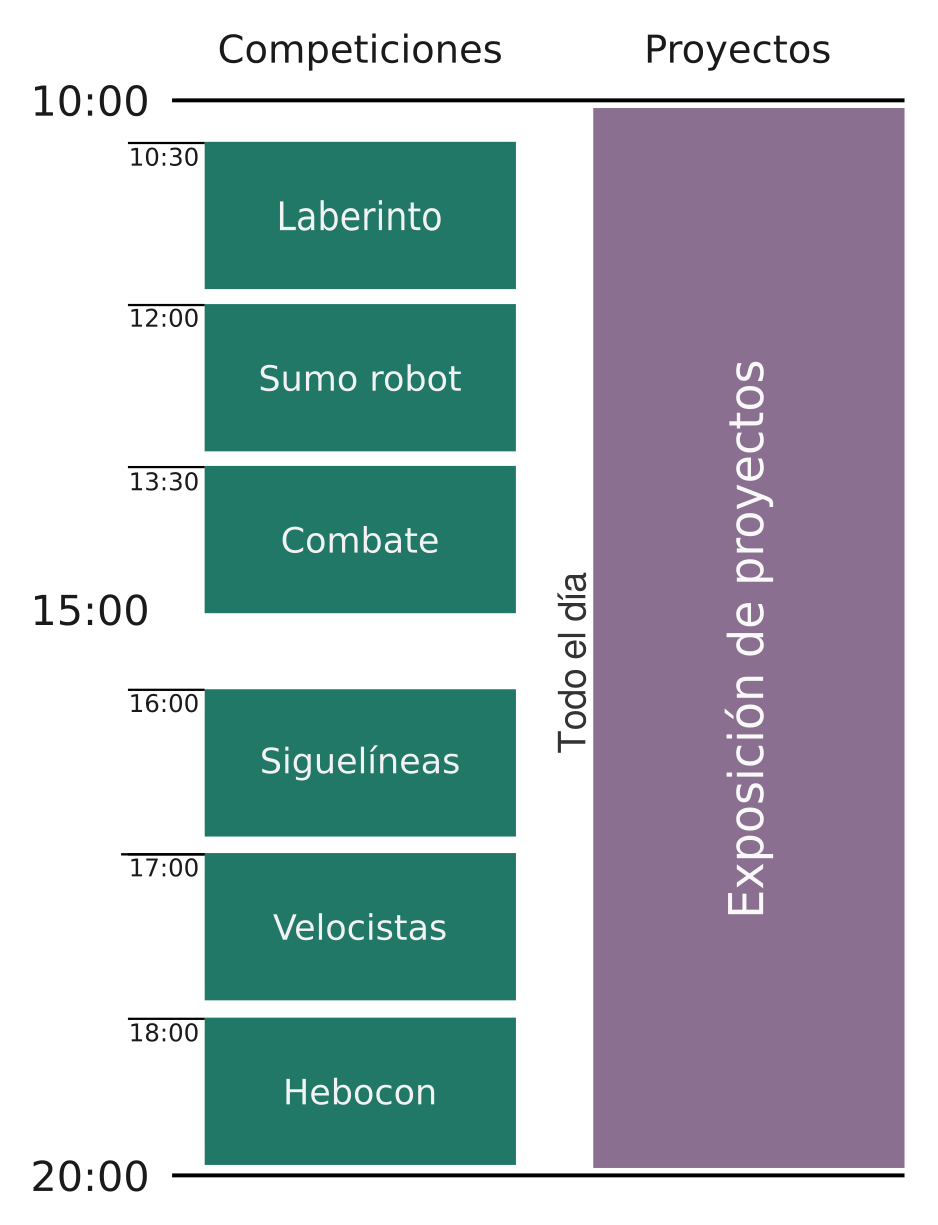 Competiciones
Proyectos
10:00
10:30
Laberinto
12:00
Sumo robot
13:30
Combate
15:00
16:00
Siguelíneas
17:00
Velocistas
18:00
Hebocon
20:00
Todo el día
Exposición de proyectos